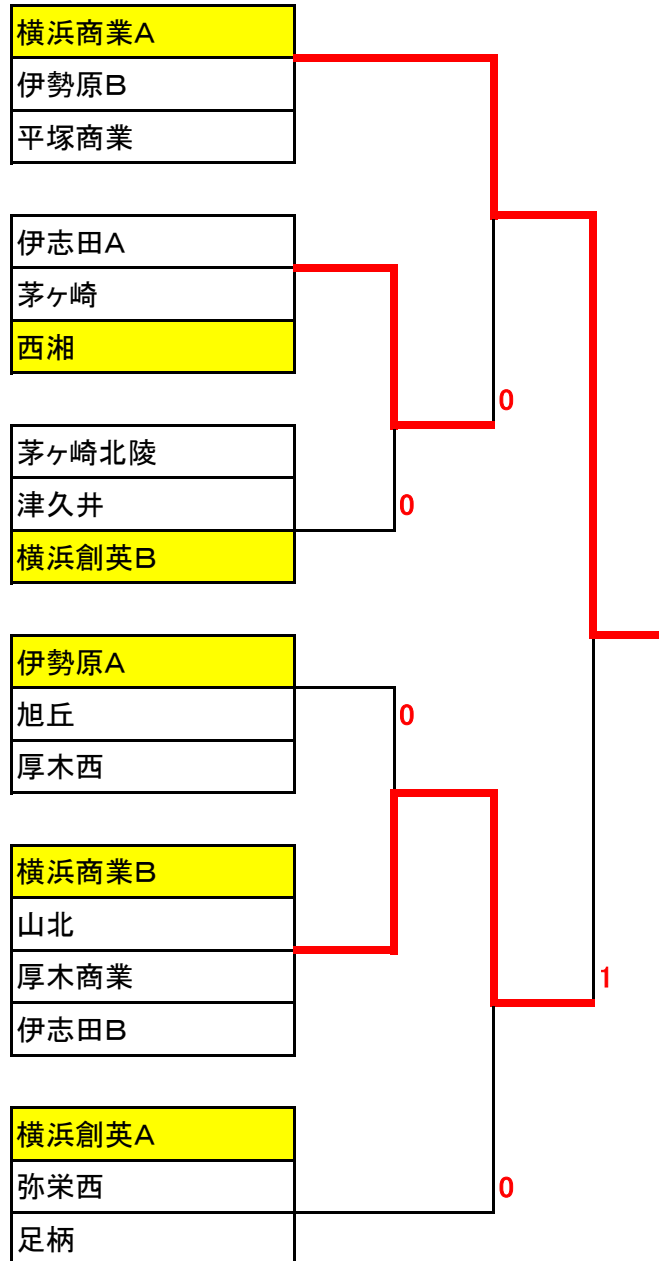 横浜商業A
伊勢原B
平塚商業
伊志田A
茅ヶ崎
西湘
0
茅ヶ崎北陵
津久井
0
横浜創英B
伊勢原A
旭丘
0
厚木西
横浜商業B
山北
厚木商業
1
伊志田B
横浜創英A
弥栄西
0
足柄